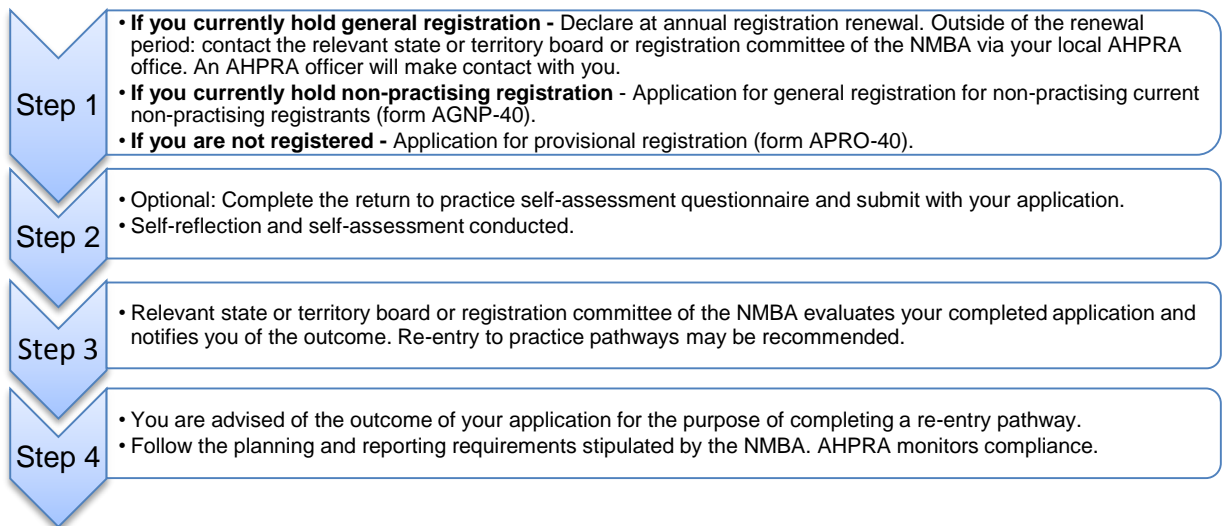 Step 1
• If you currently hold general registration - Declare at annual registration renewal. Outside of the renewal
period: contact the relevant state or territory board or registration committee of the NMBA via your local AHPRA
office. An AHPRA officer will make contact with you.
• If you currently hold non-practising registration - Application for general registration for non-practising current
non-practising registrants (form AGNP-40).
• If you are not registered - Application for provisional registration (form APRO-40).
Step 2
• Optional: Complete the return to practice self-assessment questionnaire and submit with your application.
• Self-reflection and self-assessment conducted.
Step 3
• Relevant state or territory board or registration committee of the NMBA evaluates your completed application and
notifies you of the outcome. Re-entry to practice pathways may be recommended.
Step 4
• You are advised of the outcome of your application for the purpose of completing a re-entry pathway.
• Follow the planning and reporting requirements stipulated by the NMBA. AHPRA monitors compliance.